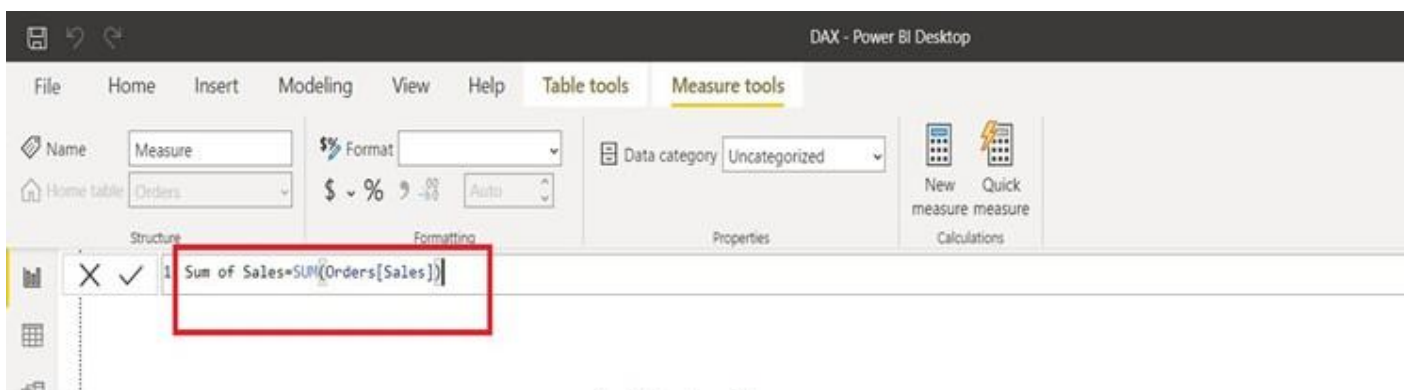 DAX - Power BI Desktop
File Home Insert Modeling View Help Table tools Measure tools
Name Measure $% Format Data category Uncategorized
Home table Orders $ % 9 .00 Auto New Quick
measure measure
Structure Formatting Properties Calculations
1 Sum of Sales=SUM(Orders[Sales])